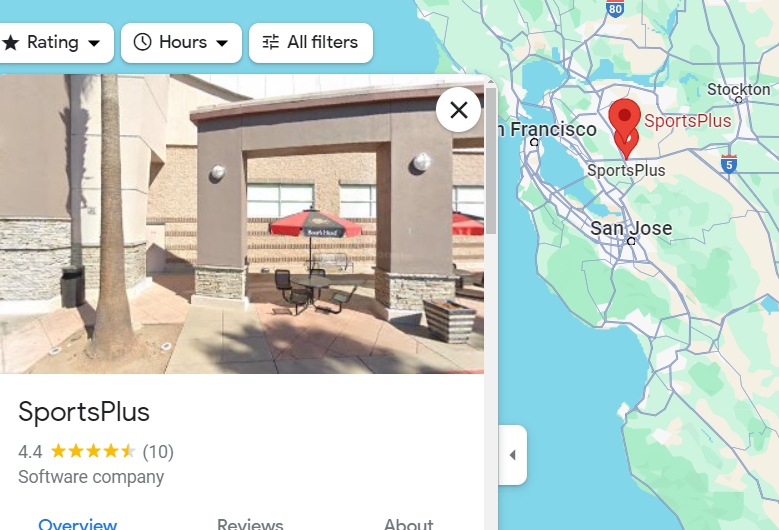 Rating
Hours
All filters
80
Stockton
SportsPlus
n Francisco
5
SportsPlus
San Jose
Boar's Head
SportsPlus
4.4 (10)
Software company
Overview Reviews About